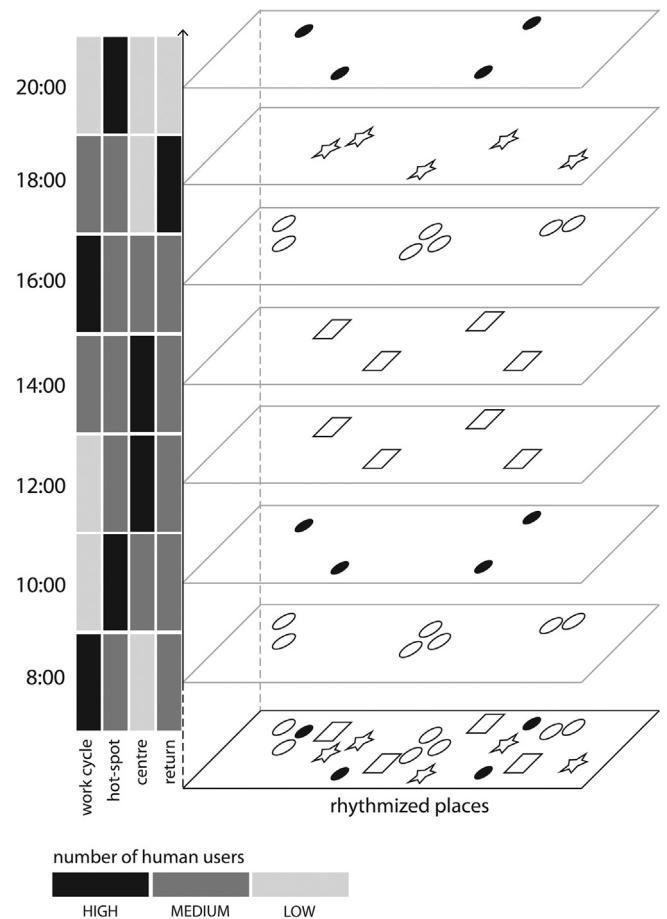 20:00
18:00
16:00
14:00
12:00
10:00
8:00
work cycle
hot-spot
centre
return
rhythmized places
number of human users
HIGH
MEDIUM
LOW